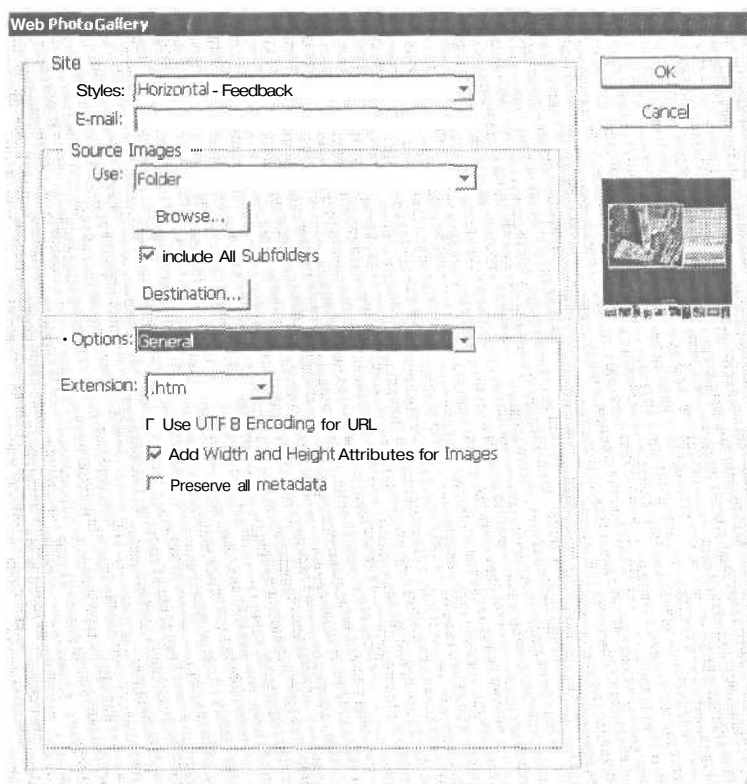 Web PhotoGallery
Site
Styles: Horizontal - Feedback
E-mail:
Source Images
Use: Folder
Browse...
include All Subfolders
Destination...
Options: General
Extension: .htm
Use UTF 8 Encoding for URL
Add Width and Height Attributes for Images
Preserve all metadata
OK
Cancel